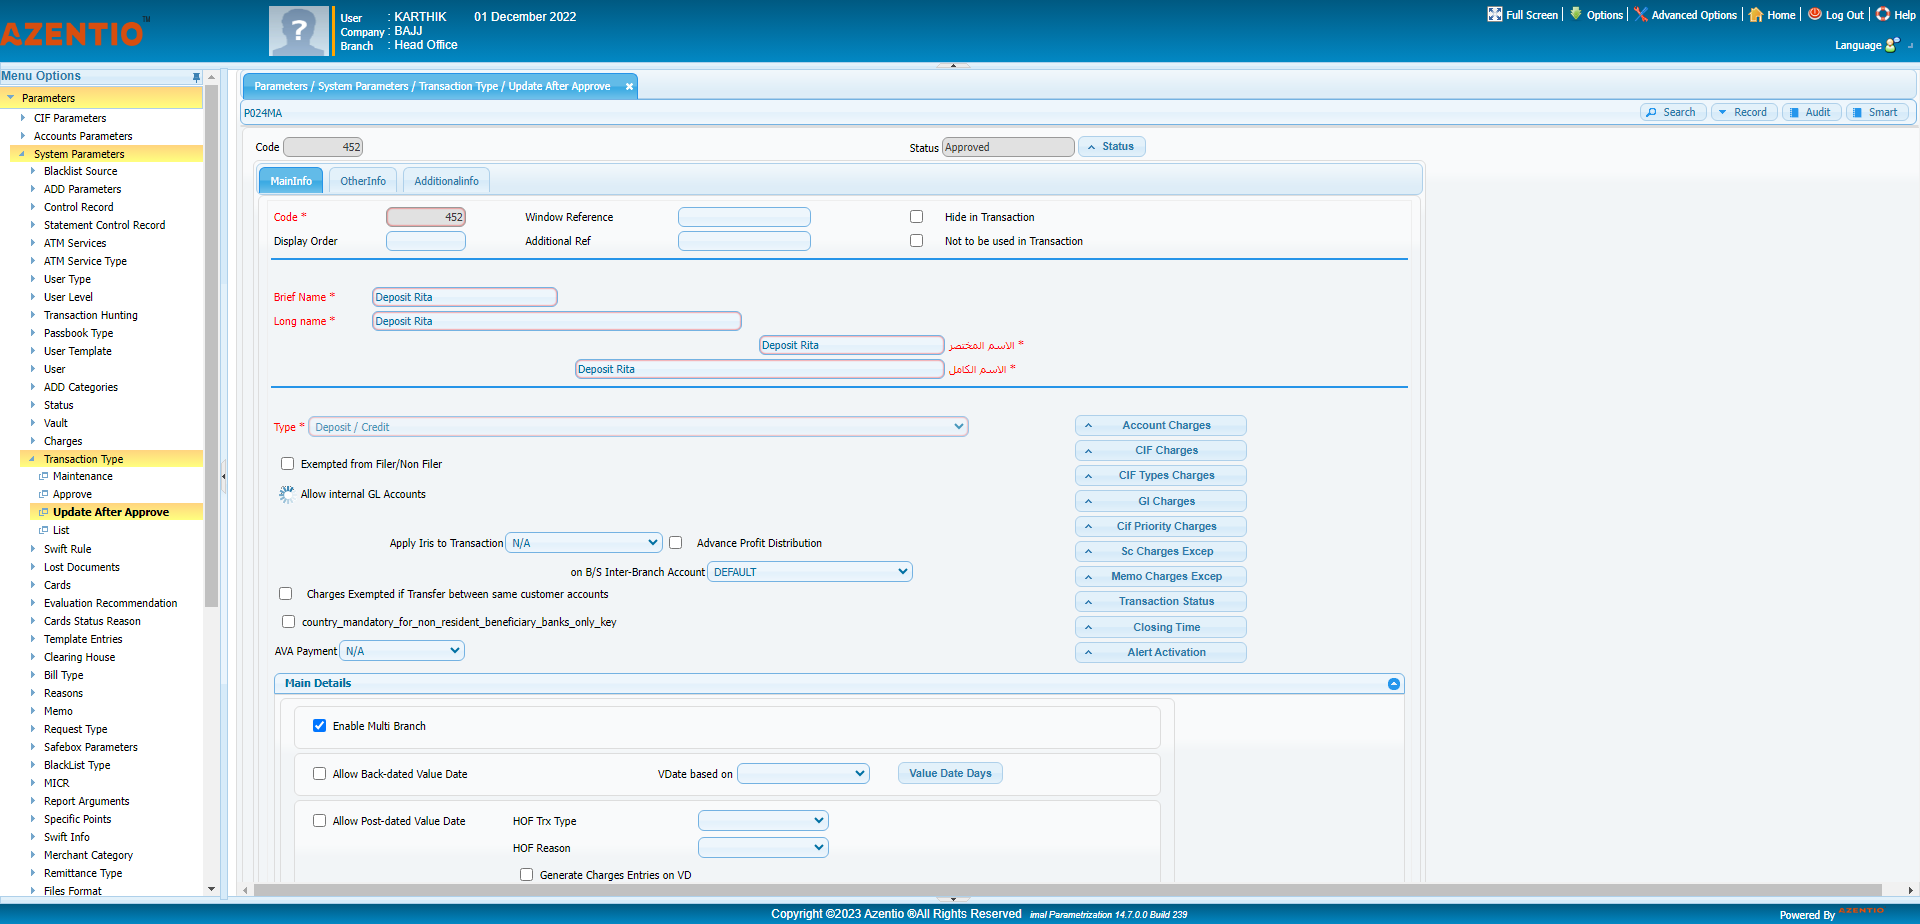 AZENTIO™
User : KARTHIK 01 December 2022
Company : BAJJ
Branch : Head Office
Full Screen Options Advanced Options Home Log Out Help
Language
Menu Options
Parameters
CIF Parameters
Accounts Parameters
System Parameters
Blacklist Source
ADD Parameters
Control Record
Statement Control Record
ATM Services
ATM Service Type
User Type
User Level
Transaction Hunting
Passbook Type
User Template
User
ADD Categories
Status
Vault
Charges
Transaction Type
Maintenance
Approve
Update After Approve
List
Swift Rule
Lost Documents
Cards
Evaluation Recommendation
Cards Status Reason
Template Entries
Clearing House
Bill Type
Reasons
Memo
Request Type
Safebox Parameters
BlackList Type
MICR
Report Arguments
Specific Points
Swift Info
Merchant Category
Remittance Type
Files Format
Parameters / System Parameters / Transaction Type / Update After Approve ×
P024MA
Search Record Audit Smart
Code 452 Status Approved Status
MainInfo OtherInfo Additionalinfo
Code * 452 Window Reference Hide in Transaction
Display Order Additional Ref Not to be used in Transaction
Brief Name * Deposit Rita
Long name * Deposit Rita
Deposit Rita الاسم المختصر *
Deposit Rita الاسم الكامل *
Type * Deposit / Credit
Exempted from Filer/Non Filer
Allow internal GL Accounts
Apply Iris to Transaction N/A Advance Profit Distribution
on B/S Inter-Branch Account DEFAULT
Charges Exempted if Transfer between same customer accounts
country_mandatory_for_non_resident_beneficiary_banks_only_key
AVA Payment N/A
Account Charges
CIF Charges
CIF Types Charges
Gl Charges
Cif Priority Charges
Sc Charges Excep
Memo Charges Excep
Transaction Status
Closing Time
Alert Activation
Main Details
Enable Multi Branch
Allow Back-dated Value Date VDate based on Value Date Days
Allow Post-dated Value Date HOF Trx Type
HOF Reason
Generate Charges Entries on VD
Copyright ©2023 Azentio ®All Rights Reserved imal Parametrization 14.7.0.0 Build 239
Powered By AZENTIO